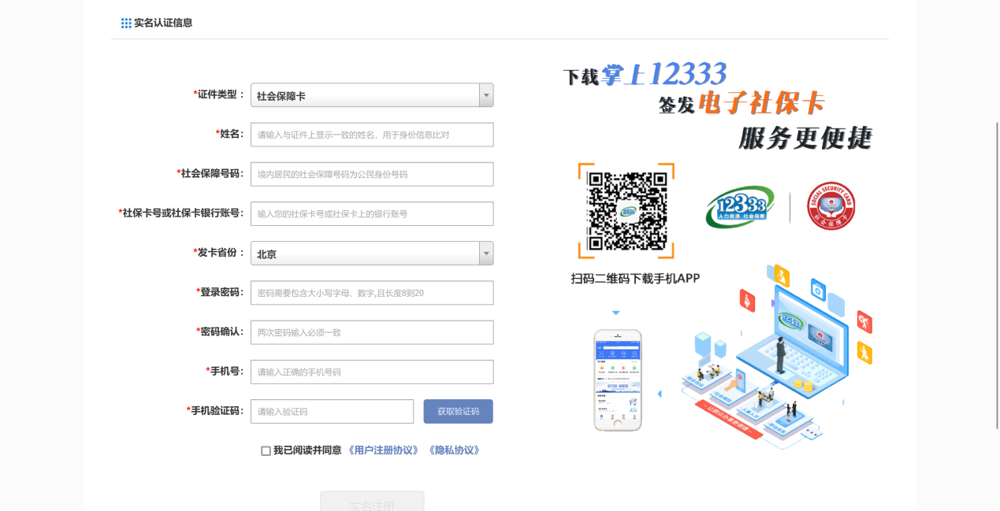 实名认证信息
*证件类型：
社会保障卡
*姓名：
请输入与证件上显示一致的姓名，用于身份信息比对
*社会保障号码：
境内居民的社会保障号码为公民身份号码
*社保卡号或社保卡银行账号：
输入您的社保卡号或社保卡上的银行账号
*发卡省份：
北京
*登录密码：
密码需要包含大小写字母、数字,且长度8到20
*密码确认：
两次密码输入必须一致
*手机号：
请输入正确的手机号码
*手机验证码：
请输入验证码
获取验证码
我已阅读并同意《用户注册协议》《隐私协议》
实名注册
下载掌上12333
签发电子社保卡
服务更便捷
12333
人力资源 社会保障
SOCIAL SECURITY CARD
社会保障卡
扫码二维码下载手机APP
12333
社会保险
人事人才